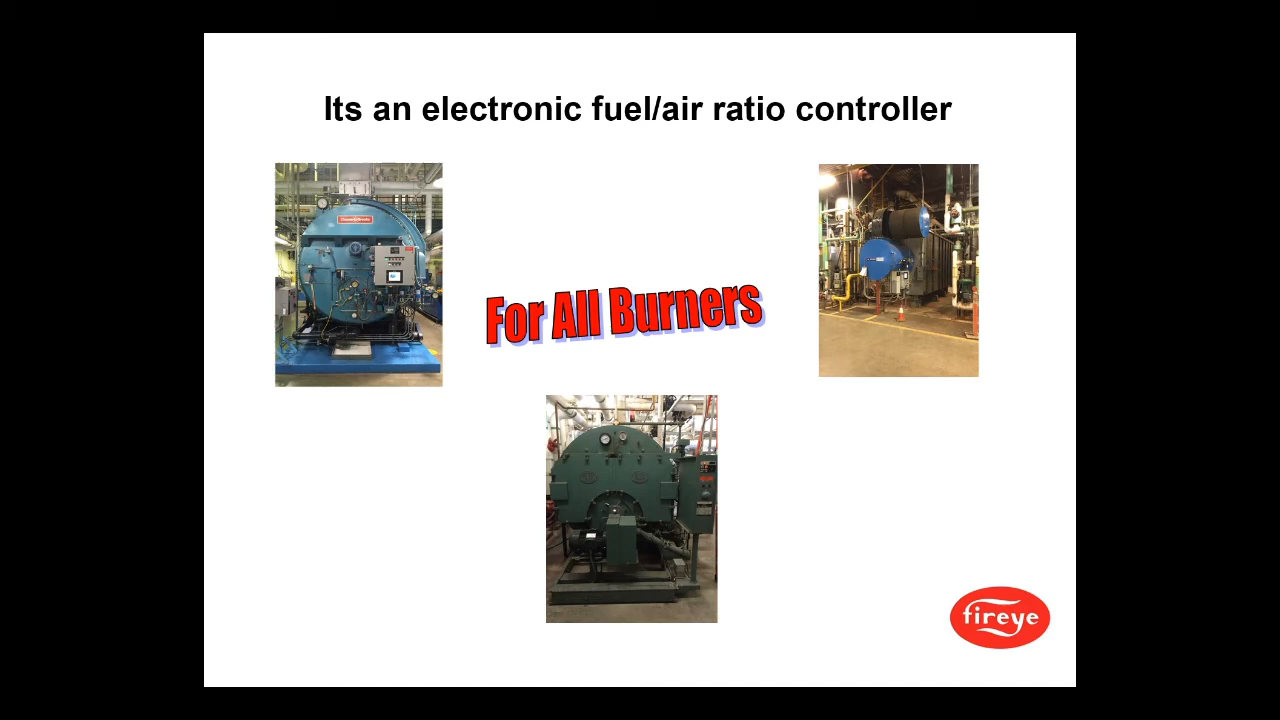 Its an electronic fuel/air ratio controller
For All Burners
fireye